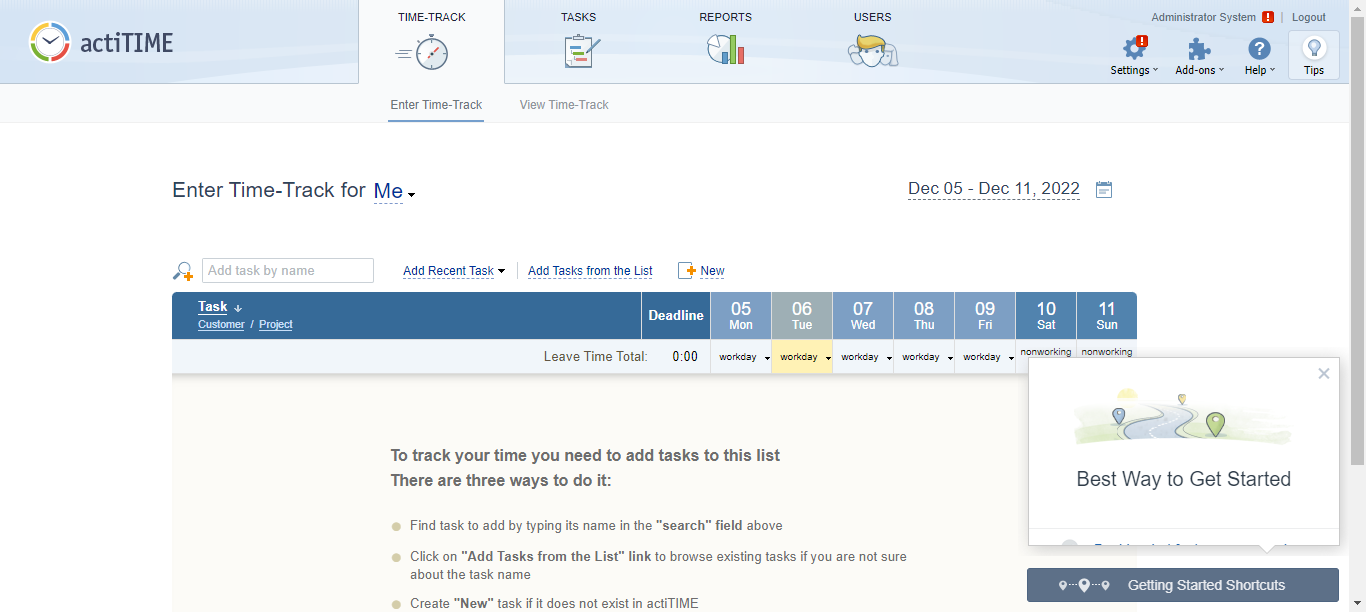 actiTIME
TIME-TRACK
TASKS
REPORTS
USERS
Administrator System
!
Logout
!
Settings
Add-ons
?
Help
Tips
Enter Time-Track
View Time-Track
Enter Time-Track for Me
Dec 05 - Dec 11, 2022
Add task by name
Add Recent Task
Add Tasks from the List
New
Task ↓
Customer / Project
Deadline
05 Mon
06 Tue
07 Wed
08 Thu
09 Fri
10 Sat
11 Sun
Leave Time Total: 0:00
workday
workday
workday
workday
workday
nonworking
nonworking
To track your time you need to add tasks to this list
There are three ways to do it:
Find task to add by typing its name in the "search" field above
Click on "Add Tasks from the List" link to browse existing tasks if you are not sure
about the task name
Create "New" task if it does not exist in actiTIME
Best Way to Get Started
Getting Started Shortcuts